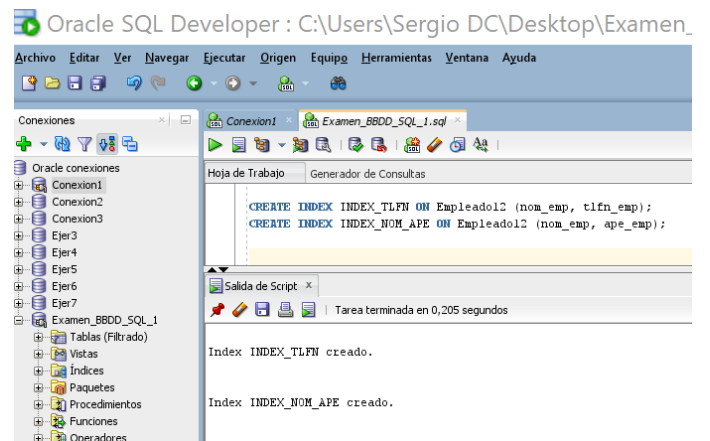 Oracle SQL Developer : C:\Users\Sergio DC\Desktop\Examen_
Archivo Editar Ver Navegar Ejecutar Origen Equipo Herramientas Ventana Ayuda
Conexiones
Conexion1
Examen_BBDD_SQL_1.sql
Oracle conexiones
Conexion1
Conexion2
Conexion3
Ejer3
Ejer4
Ejer5
Ejer6
Ejer7
Examen_BBDD_SQL_1
Tablas (Filtrado)
Vistas
Índices
Paquetes
Procedimientos
Funciones
Operadores
Hoja de Trabajo Generador de Consultas
CREATE INDEX INDEX_TLFN ON Empleado12 (nom_emp, tlfn_emp);
CREATE INDEX INDEX_NOM_APE ON Empleado12 (nom_emp, ape_emp);
Salida de Script x
Tarea terminada en 0,205 segundos
Index INDEX_TLFN creado.
Index INDEX_NOM_APE creado.